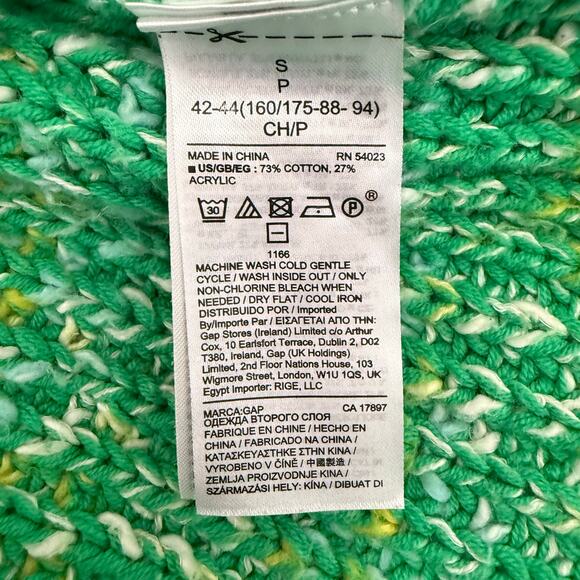 S
P
42-44(160/175-88- 94)
CH/P
MADE IN CHINA RN 54023
■ US/GB/EG : 73% COTTON, 27%
ACRYLIC
30 P ®
1166
MACHINE WASH COLD GENTLE
CYCLE / WASH INSIDE OUT / ONLY
NON-CHLORINE BLEACH WHEN
NEEDED / DRY FLAT / COOL IRON
DISTRIBUIDO POR / Imported
By/Importe Par / ΕΙΣΑΓΕΤΑΙ ΑΠΟ ΤΗΝ:
Gap Stores (Ireland) Limited c/o Arthur
Cox, 10 Earlsfort Terrace, Dublin 2, D02
T380, Ireland, Gap (UK Holdings)
Limited, 2nd Floor Nations House, 103
Wigmore Street, London, W1U 1QS, UK
Egypt Importer: RIGE, LLC
MARCA:GAP CA 17897
ОДЕЖДА ВТОРОГО СЛОЯ
FABRIQUE EN CHINE / HECHO EN
CHINA / FABRICADO NA CHINA /
ΚΑΤΑΣΚΕΥΑΣΤΗΚΕ ΣΤΗΝ ΚΙΝΑ /
VYROBENO V ČÍNĚ / 中國製造 /
ZEMLJA PROIZVODNJE KINA /
SZÁRMAZÁSI HELY: KÍNA / DIBUAT DI